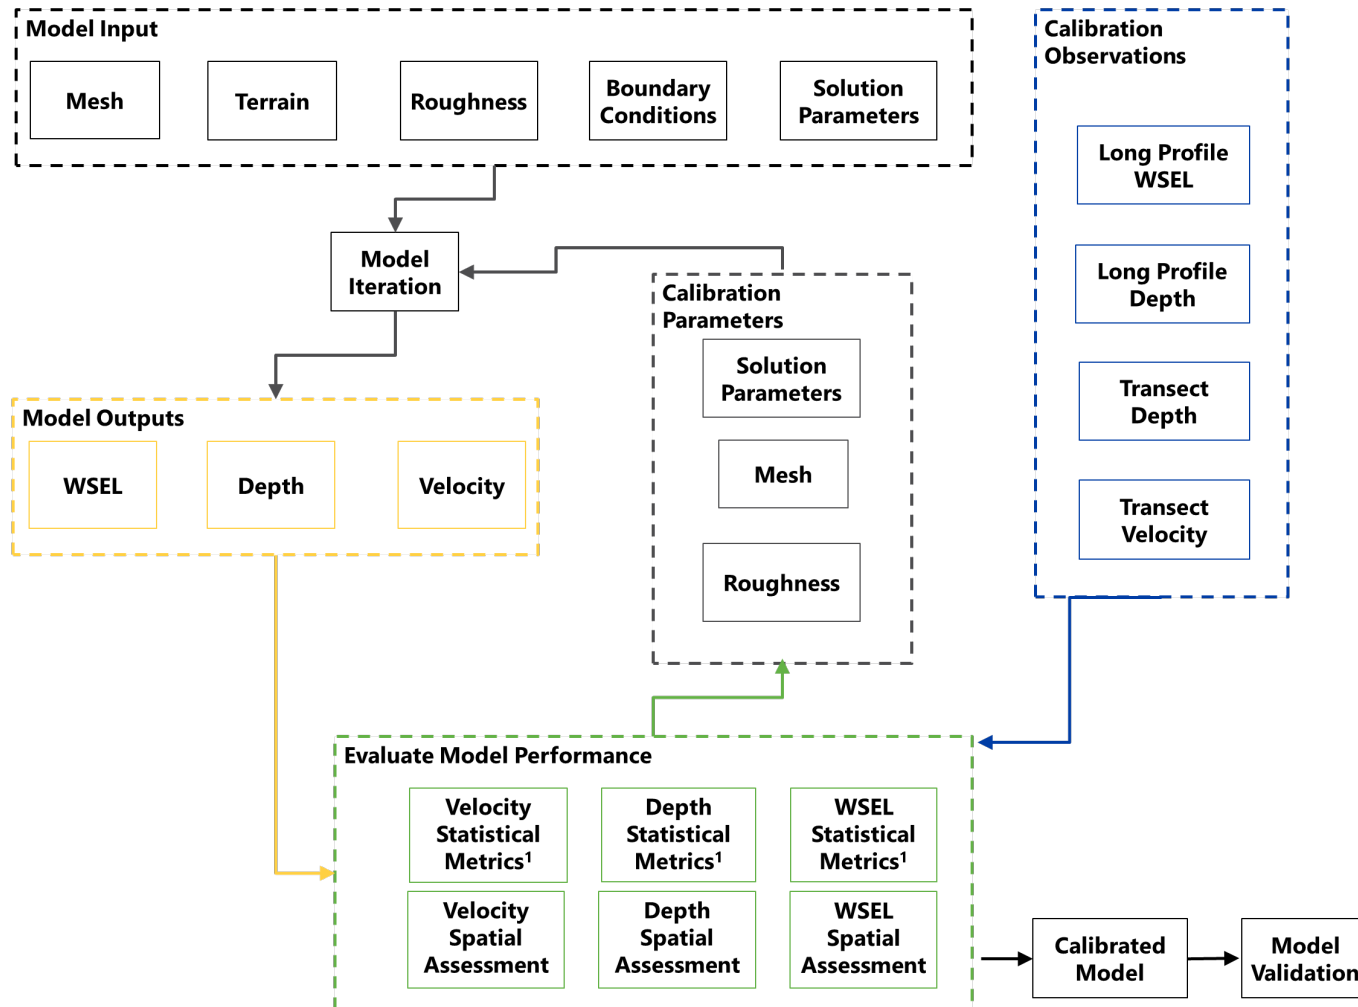 Model Input
Mesh
Terrain
Roughness
Boundary
Conditions
Solution
Parameters
Calibration
Observations
Long Profile
WSEL
Long Profile
Depth
Transect
Depth
Transect
Velocity
Model
Iteration
Calibration
Parameters
Solution
Parameters
Mesh
Roughness
Model Outputs
WSEL
Depth
Velocity
Evaluate Model Performance
Velocity
Statistical
Metrics¹
Depth
Statistical
Metrics¹
WSEL
Statistical
Metrics¹
Velocity
Spatial
Assessment
Depth
Spatial
Assessment
WSEL
Spatial
Assessment
Calibrated
Model
Model
Validation